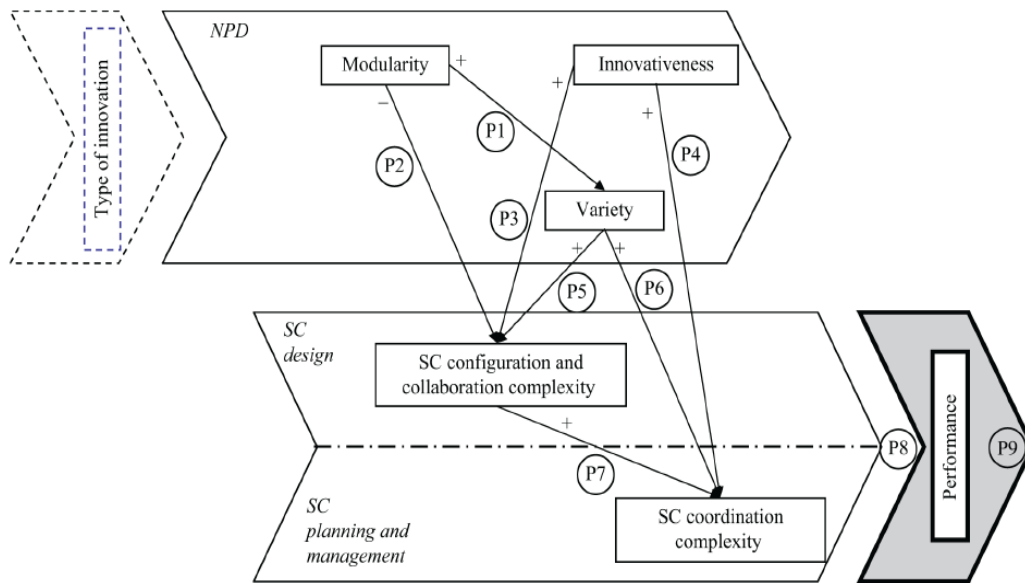 NPD
Type of innovation
Modularity
+
+
Innovativeness
−
+
P1
P2
P4
P3
Variety
+
+
P5
P6
SC
design
SC configuration and
collaboration complexity
+
P7
P8
Performance
P9
SC
planning and
management
SC coordination
complexity